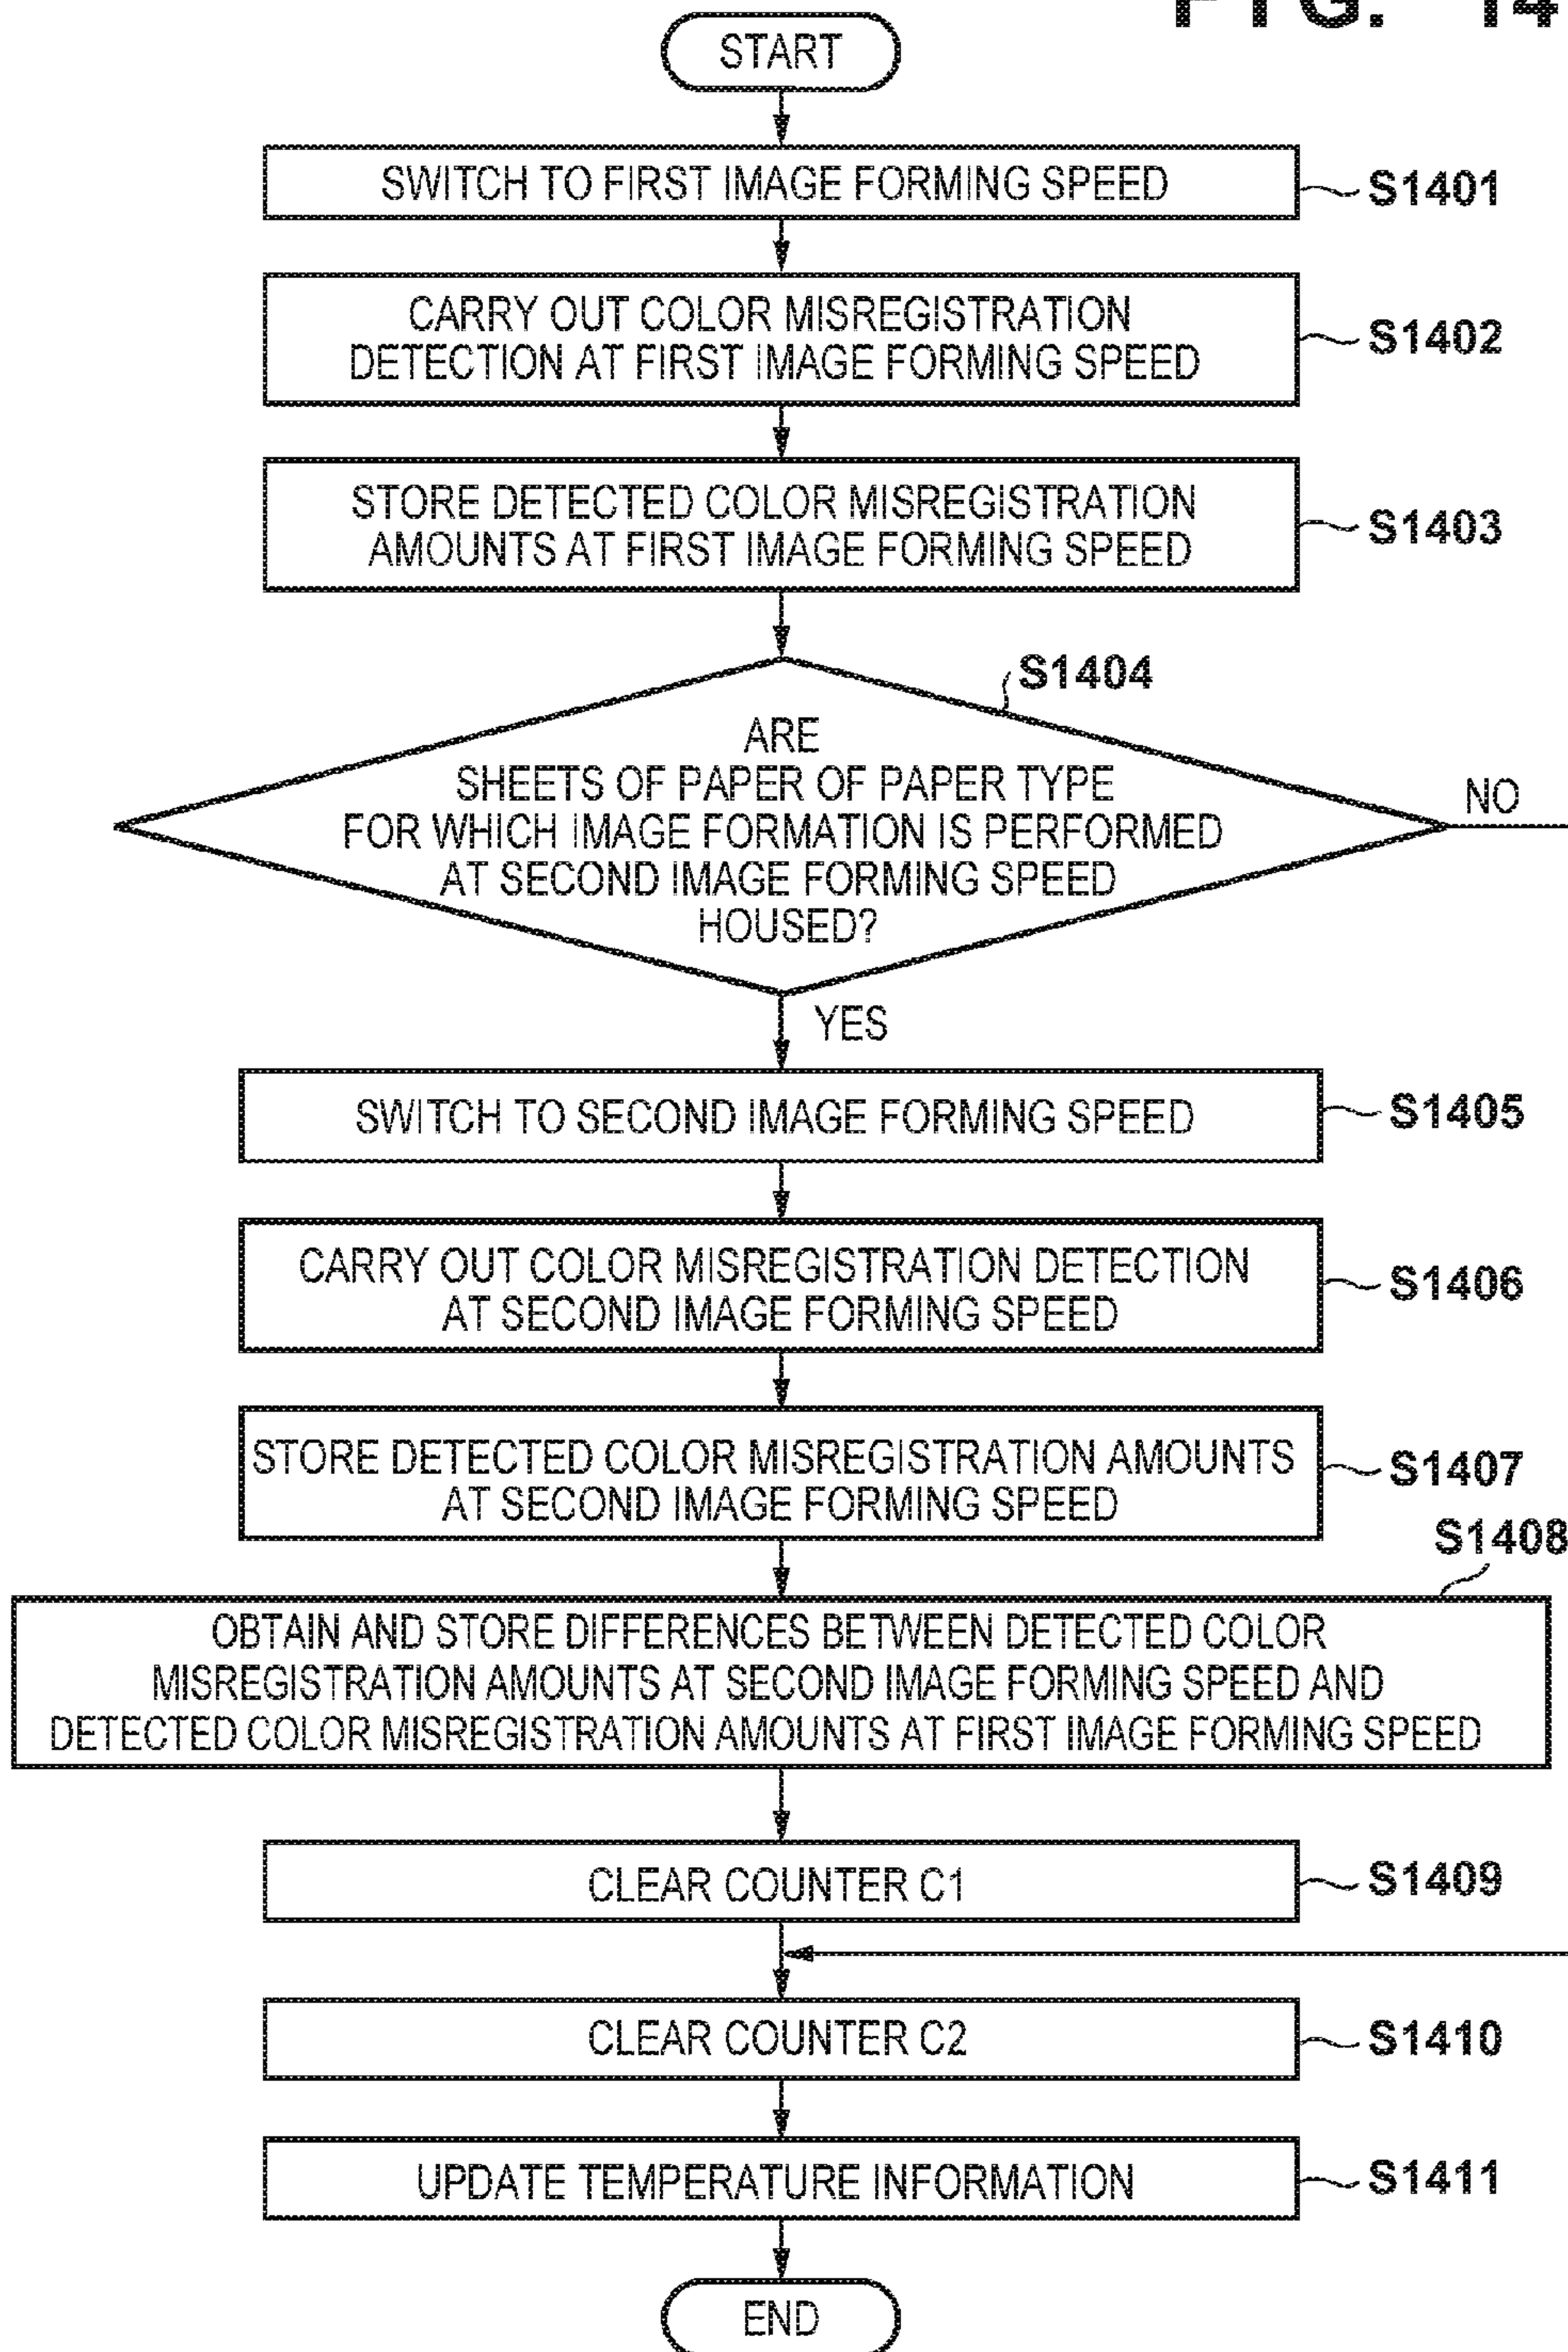 FIG. 14
START
SWITCH TO FIRST IMAGE FORMING SPEED
S1401
CARRY OUT COLOR MISREGISTRATION
DETECTION AT FIRST IMAGE FORMING SPEED
S1402
STORE DETECTED COLOR MISREGISTRATION
AMOUNTS AT FIRST IMAGE FORMING SPEED
S1403
S1404
ARE
SHEETS OF PAPER OF PAPER TYPE
FOR WHICH IMAGE FORMATION IS PERFORMED
AT SECOND IMAGE FORMING SPEED
HOUSED?
NO
YES
SWITCH TO SECOND IMAGE FORMING SPEED
S1405
CARRY OUT COLOR MISREGISTRATION DETECTION
AT SECOND IMAGE FORMING SPEED
S1406
STORE DETECTED COLOR MISREGISTRATION AMOUNTS
AT SECOND IMAGE FORMING SPEED
S1407
S1408
OBTAIN AND STORE DIFFERENCES BETWEEN DETECTED COLOR
MISREGISTRATION AMOUNTS AT SECOND IMAGE FORMING SPEED AND
DETECTED COLOR MISREGISTRATION AMOUNTS AT FIRST IMAGE FORMING SPEED
CLEAR COUNTER C1
S1409
CLEAR COUNTER C2
S1410
UPDATE TEMPERATURE INFORMATION
S1411
END